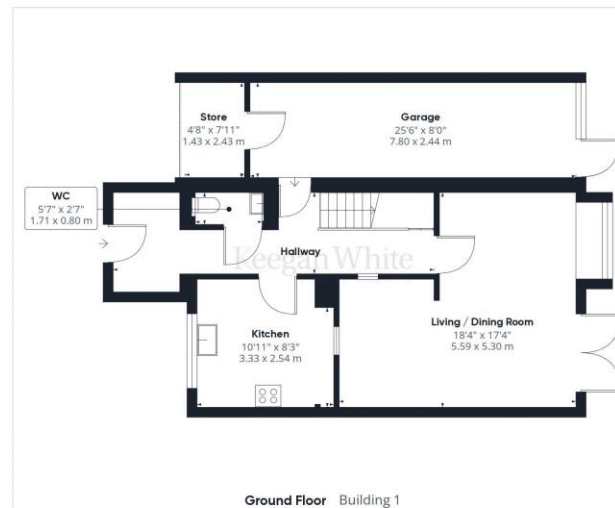 Store
4'8" x 7'11"
1.43 x 2.43 m
Garage
25'6" x 8'0"
7.80 x 2.44 m
WC
5'7" x 2'7"
1.71 x 0.80 m
Hallway
Keegan White
Kitchen
10'11" x 8'3"
3.33 x 2.54 m
Living / Dining Room
18'4" x 17'4"
5.59 x 5.30 m
Ground Floor Building 1